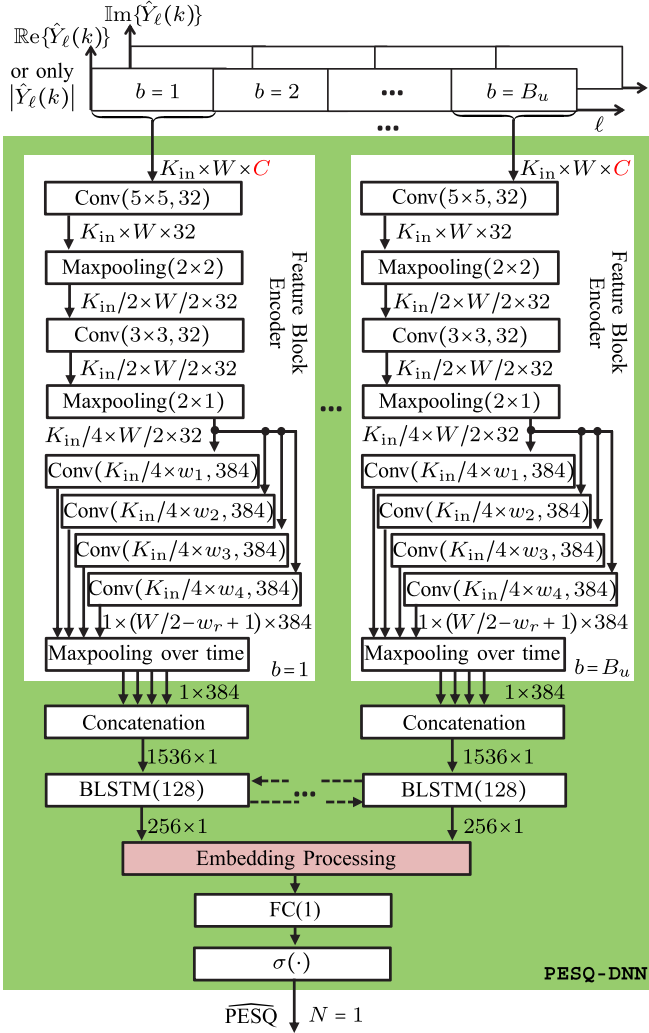 𝕀m{Ŷ_ℓ(k)}
ℝe{Ŷ_ℓ(k)}
or only
|Ŷ_ℓ(k)|
b = 1
b = 2
...
b = B_u
...
ℓ
K_in×W×C
Conv(5×5, 32)
K_in×W×32
Maxpooling(2×2)
K_in/2×W/2×32
Conv(3×3, 32)
K_in/2×W/2×32
Maxpooling(2×1)
K_in/4×W/2×32
Conv(K_in/4×w_1, 384)
Conv(K_in/4×w_2, 384)
Conv(K_in/4×w_3, 384)
Conv(K_in/4×w_4, 384)
1×(W/2−w_r+1)×384
Maxpooling over time
b=1
Feature Block
Encoder
1×384
Concatenation
1536×1
BLSTM(128)
256×1
...
K_in×W×C
Conv(5×5, 32)
K_in×W×32
Maxpooling(2×2)
K_in/2×W/2×32
Conv(3×3, 32)
K_in/2×W/2×32
Maxpooling(2×1)
K_in/4×W/2×32
Conv(K_in/4×w_1, 384)
Conv(K_in/4×w_2, 384)
Conv(K_in/4×w_3, 384)
Conv(K_in/4×w_4, 384)
1×(W/2−w_r+1)×384
Maxpooling over time
b=B_u
Feature Block
Encoder
1×384
Concatenation
1536×1
...
BLSTM(128)
256×1
Embedding Processing
FC(1)
σ(·)
PESQ-DNN
\widehat{PESQ}
N = 1